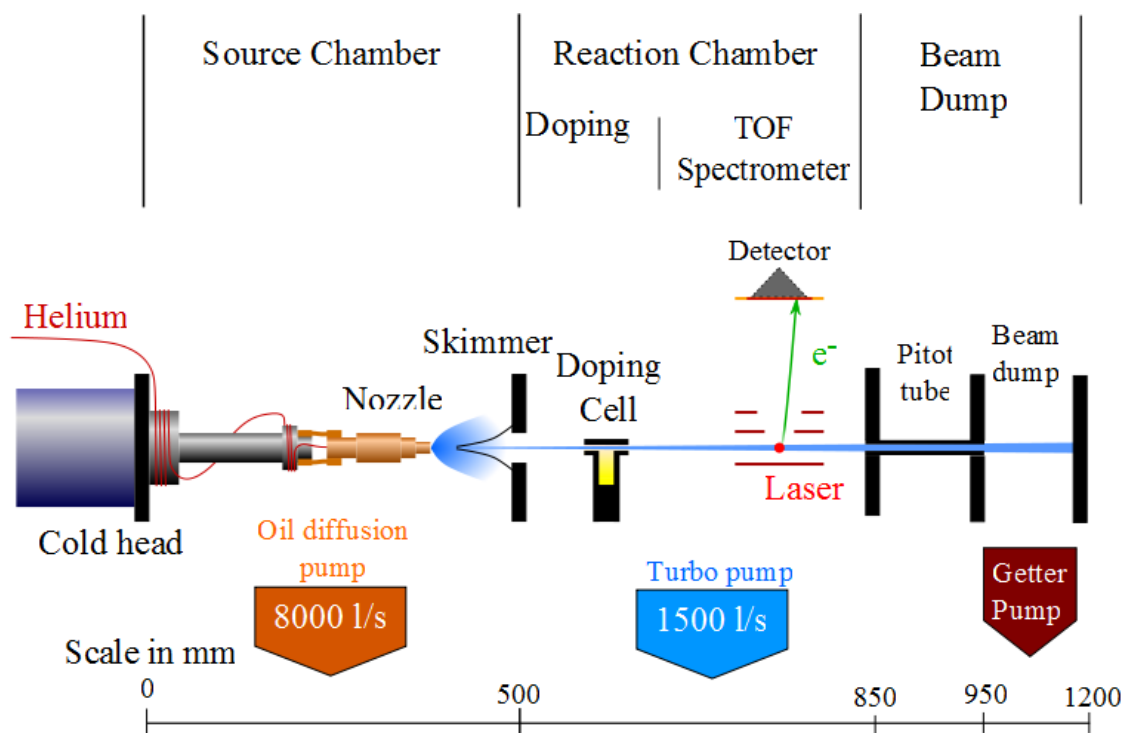 Source Chamber
Reaction Chamber
Beam
Dump
Doping
TOF
Spectrometer
Detector
Helium
Skimmer
e-
Pitot
tube
Beam
dump
Doping
Cell
Nozzle
Laser
Cold head
Oil diffusion
pump
8000 l/s
Turbo pump
1500 l/s
Getter
Pump
Scale in mm
0
500
850
950
1200